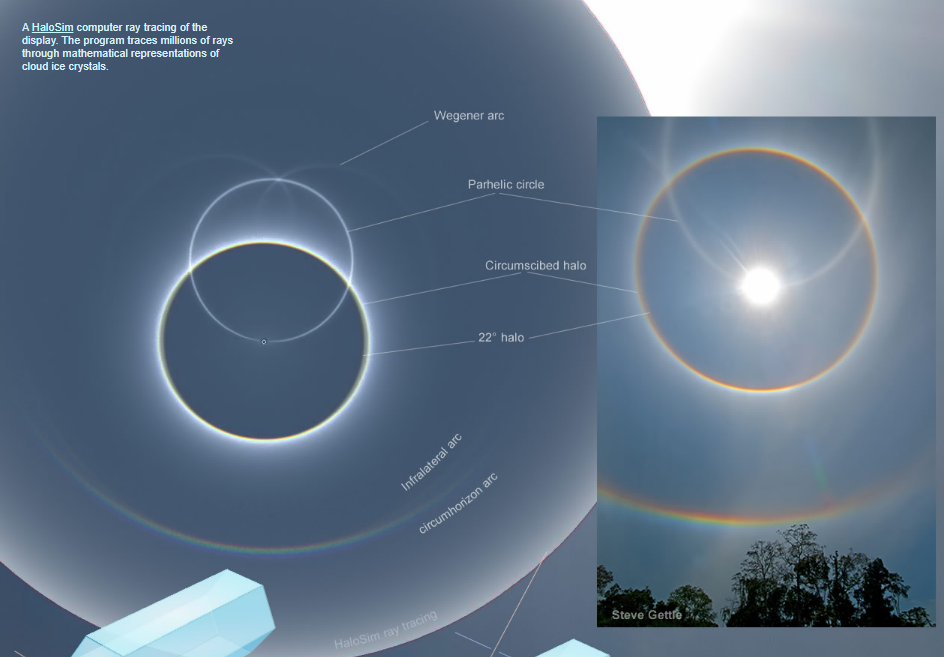 A HaloSim computer ray tracing of the
display. The program traces millions of rays
through mathematical representations of
cloud ice crystals.
Wegener arc
Parhelic circle
Circumscibed halo
22° halo
Infralateral arc
circumhorizon arc
HaloSim ray tracing
Steve Gettle